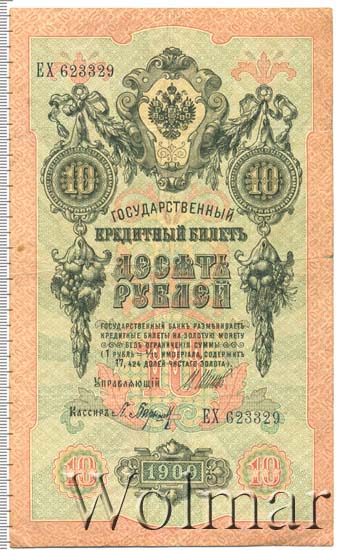 ЕХ 623329
10 10
ГОСУДАРСТВЕННЫЙ
КРЕДИТНЫЙ БИЛЕТЪ
ДЕСЯТЬ
РУБЛЕЙ
ГОСУДАРСТВЕННЫЙ БАНКЪ РАЗМѢНИВАЕТЪ
КРЕДИТНЫЕ БИЛЕТЫ НА ЗОЛОТУЮ МОНЕТУ
БЕЗЪ ОГРАНИЧЕНІЯ СУММЫ
(1 РУБЛЬ = 1/15 ИМПЕРІАЛА, СОДЕРЖИТЪ
17,424 ДОЛЕЙ ЧИСТАГО ЗОЛОТА).
УПРАВЛЯЮЩІЙ
10
КАССИРЪ
ЕХ 623329
10 1909 10
Wolmar